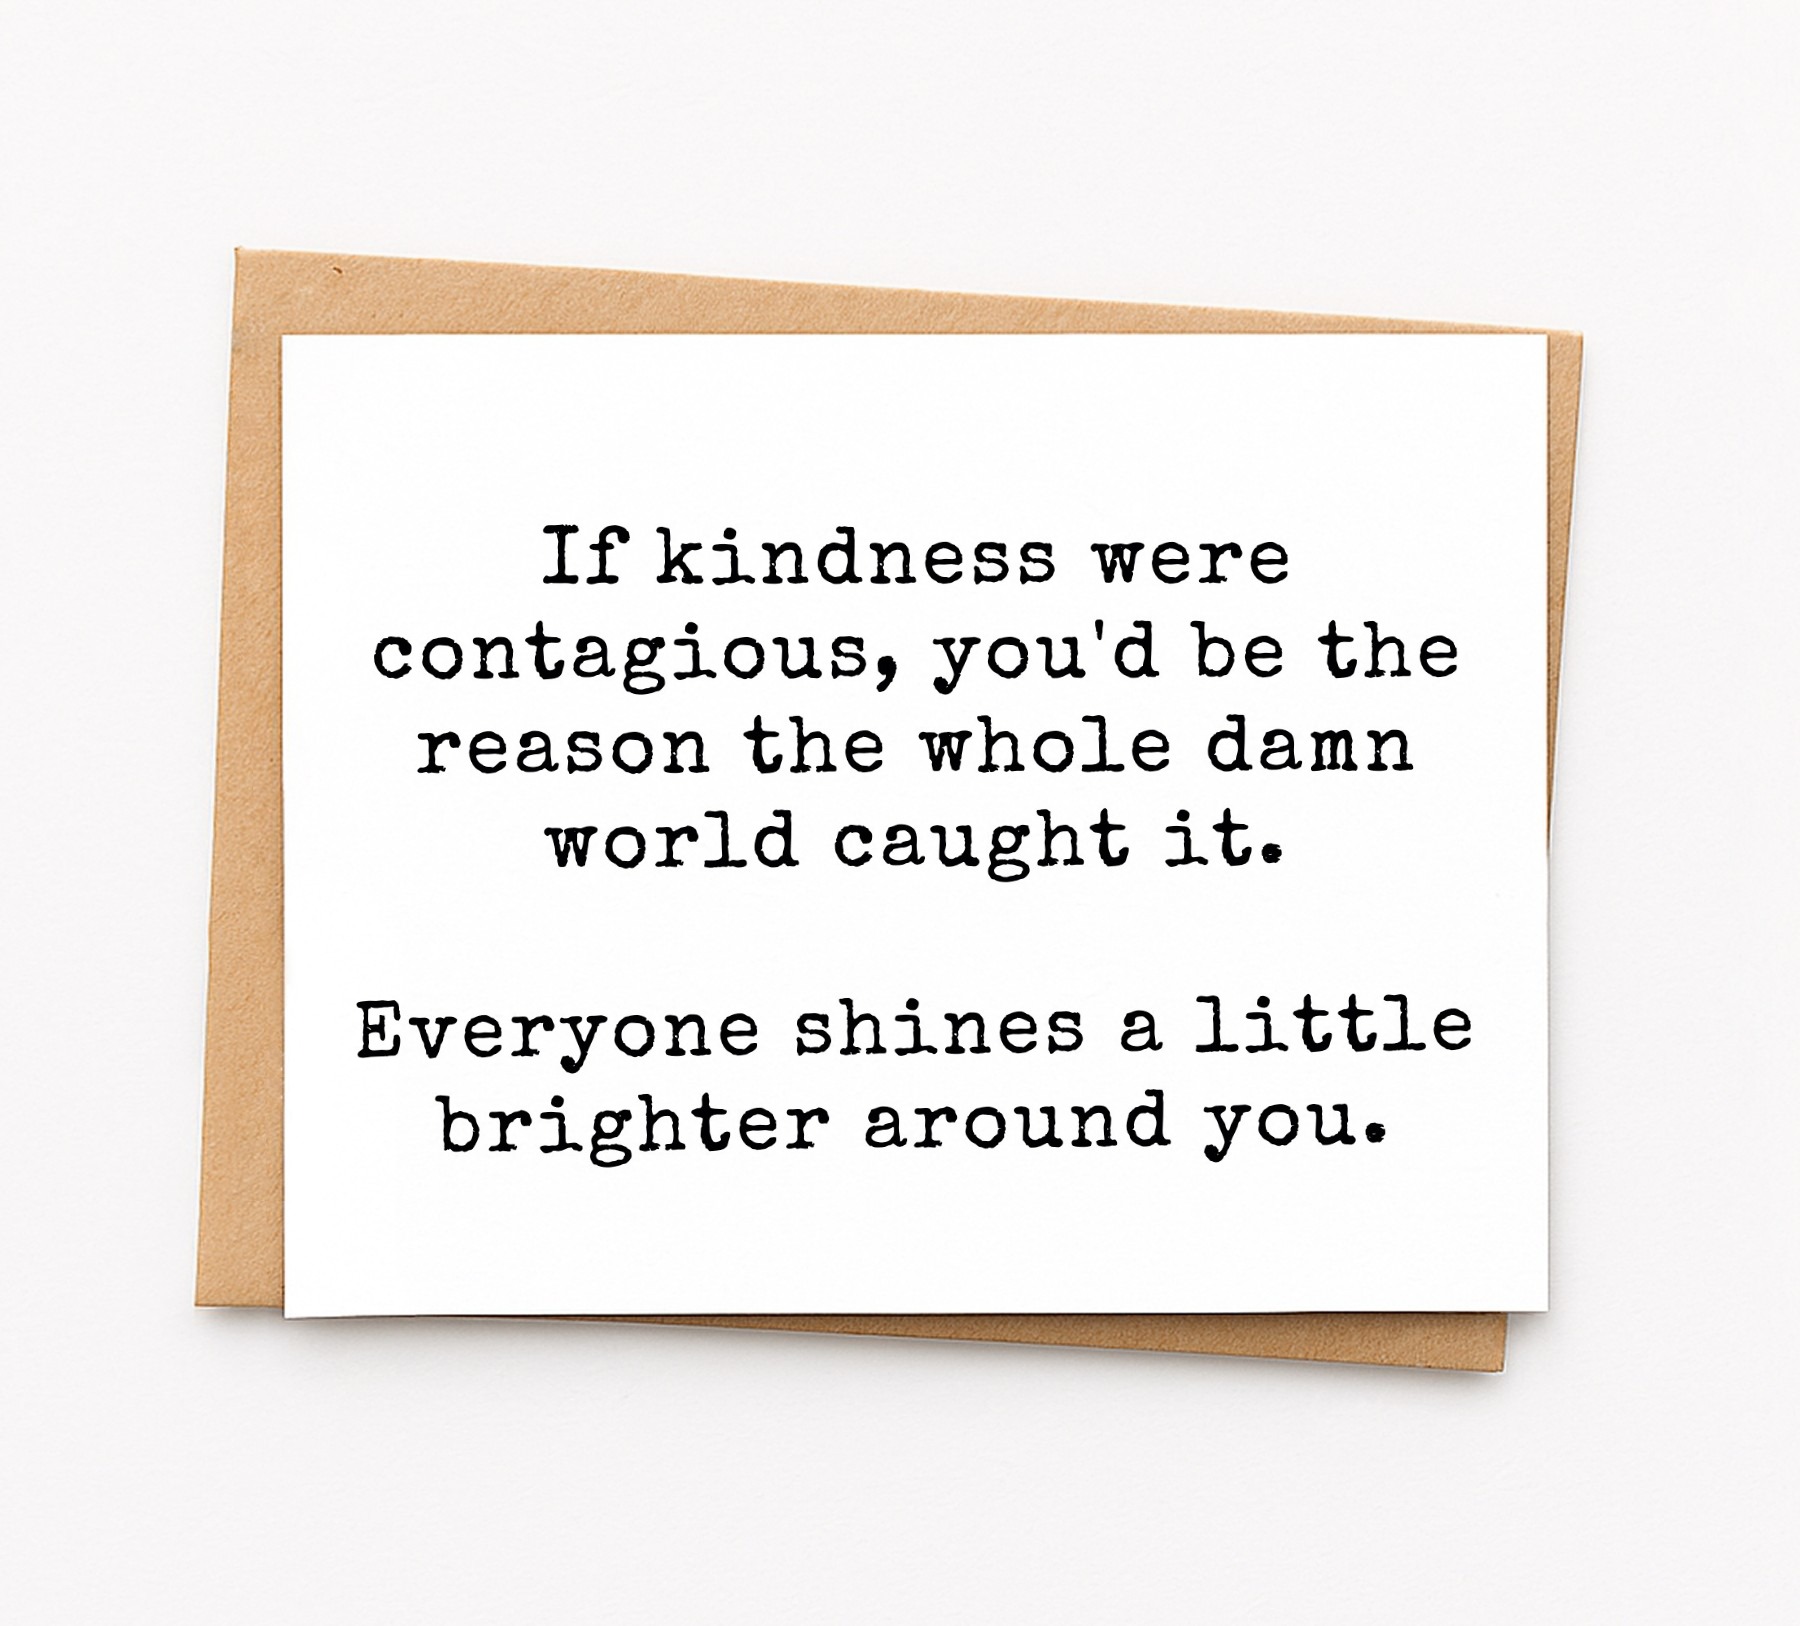 If kindness were
contagious, you'd be the
reason the whole damn
world caught it.
Everyone shines a little
brighter around you.